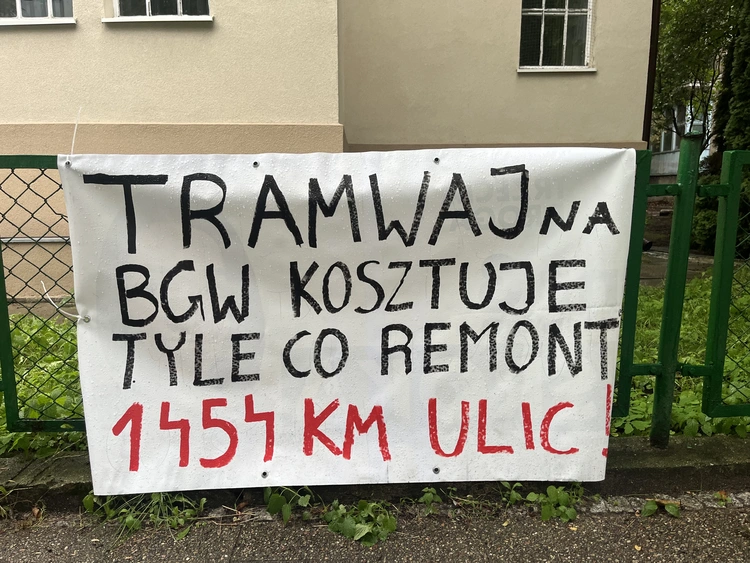 TRAMWAJ NA
BGW KOSZTUJE
TYLE CO REMONT
1454 KM ULIC!